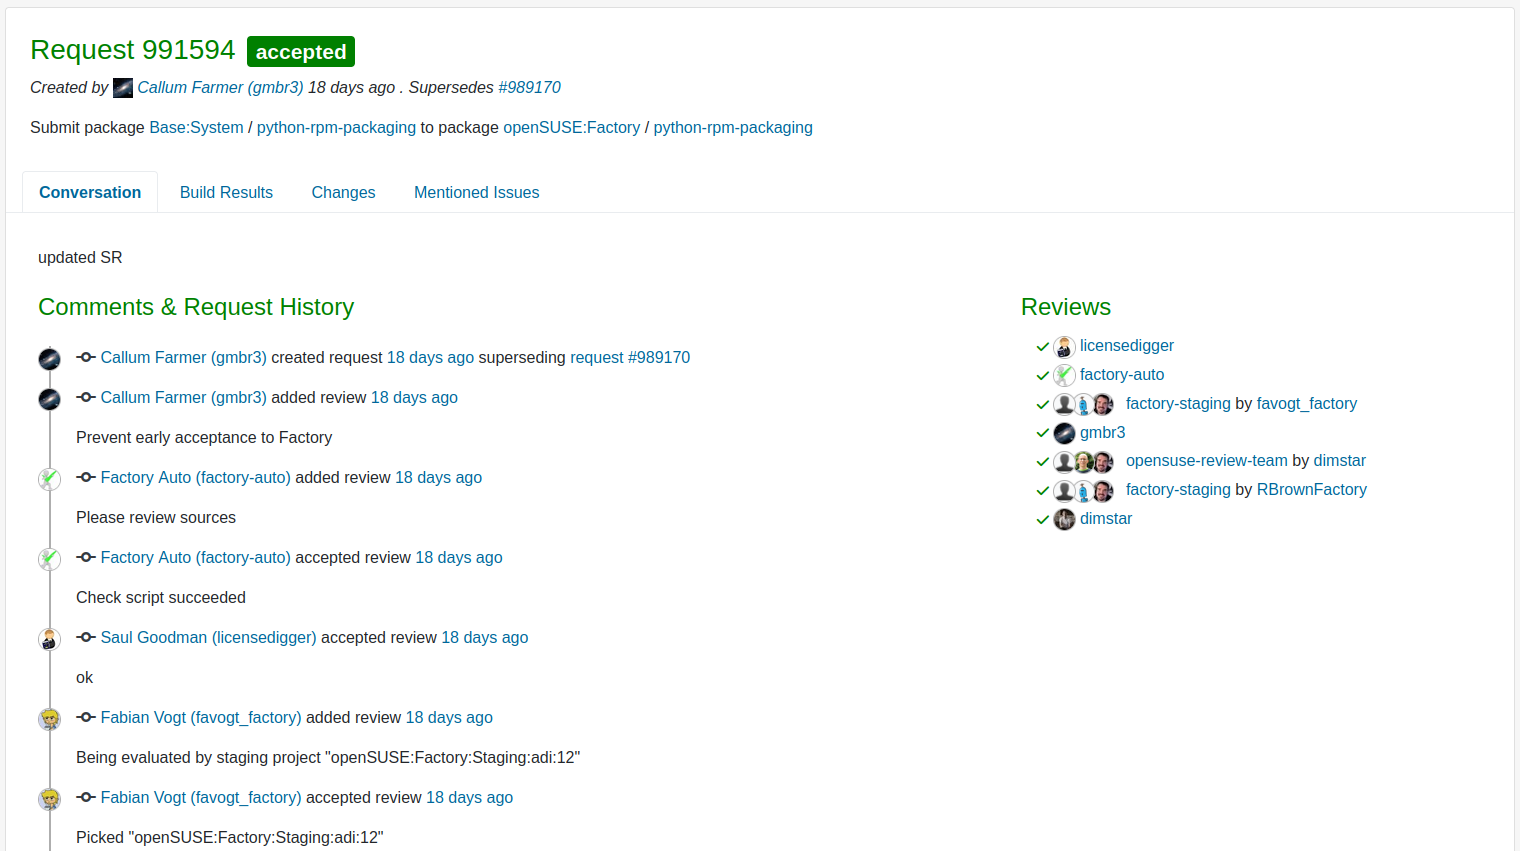 Request 991594 accepted
Created by Callum Farmer (gmbr3) 18 days ago . Supersedes #989170
Submit package Base:System / python-rpm-packaging to package openSUSE:Factory / python-rpm-packaging
Conversation Build Results Changes Mentioned Issues
updated SR
Comments & Request History
Callum Farmer (gmbr3) created request 18 days ago superseding request #989170
Callum Farmer (gmbr3) added review 18 days ago
Prevent early acceptance to Factory
Factory Auto (factory-auto) added review 18 days ago
Please review sources
Factory Auto (factory-auto) accepted review 18 days ago
Check script succeeded
Saul Goodman (licensedigger) accepted review 18 days ago
ok
Fabian Vogt (favogt_factory) added review 18 days ago
Being evaluated by staging project "openSUSE:Factory:Staging:adi:12"
Fabian Vogt (favogt_factory) accepted review 18 days ago
Picked "openSUSE:Factory:Staging:adi:12"
Reviews
licensedigger
factory-auto
factory-staging by favogt_factory
gmbr3
opensuse-review-team by dimstar
factory-staging by RBrownFactory
dimstar